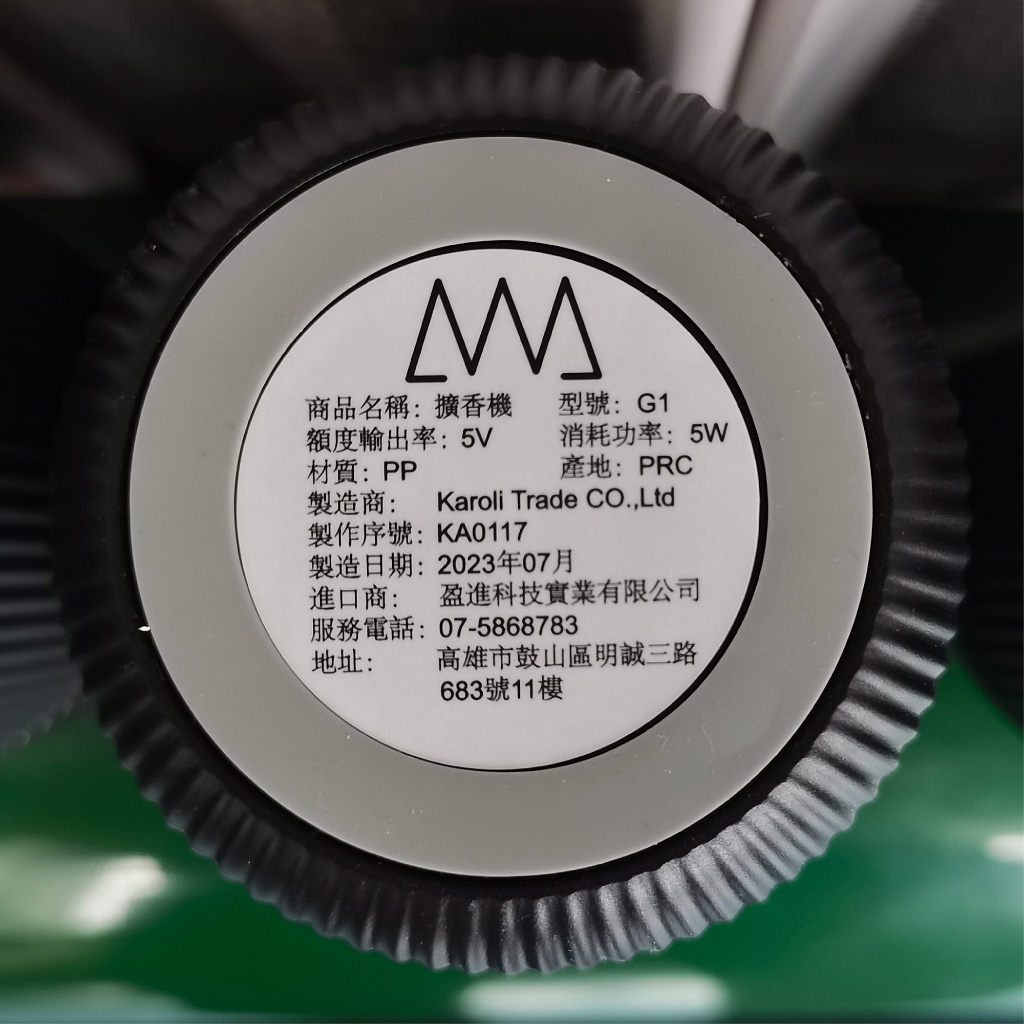 商品名稱: 擴香機 型號: G1
額度輸出率: 5V 消耗功率: 5W
材質: PP 產地: PRC
製造商: Karoli Trade CO.,Ltd
製作序號: KA0117
製造日期: 2023年07月
進口商: 盈進科技實業有限公司
服務電話: 07-5868783
地址: 高雄市鼓山區明誠三路
683號11樓